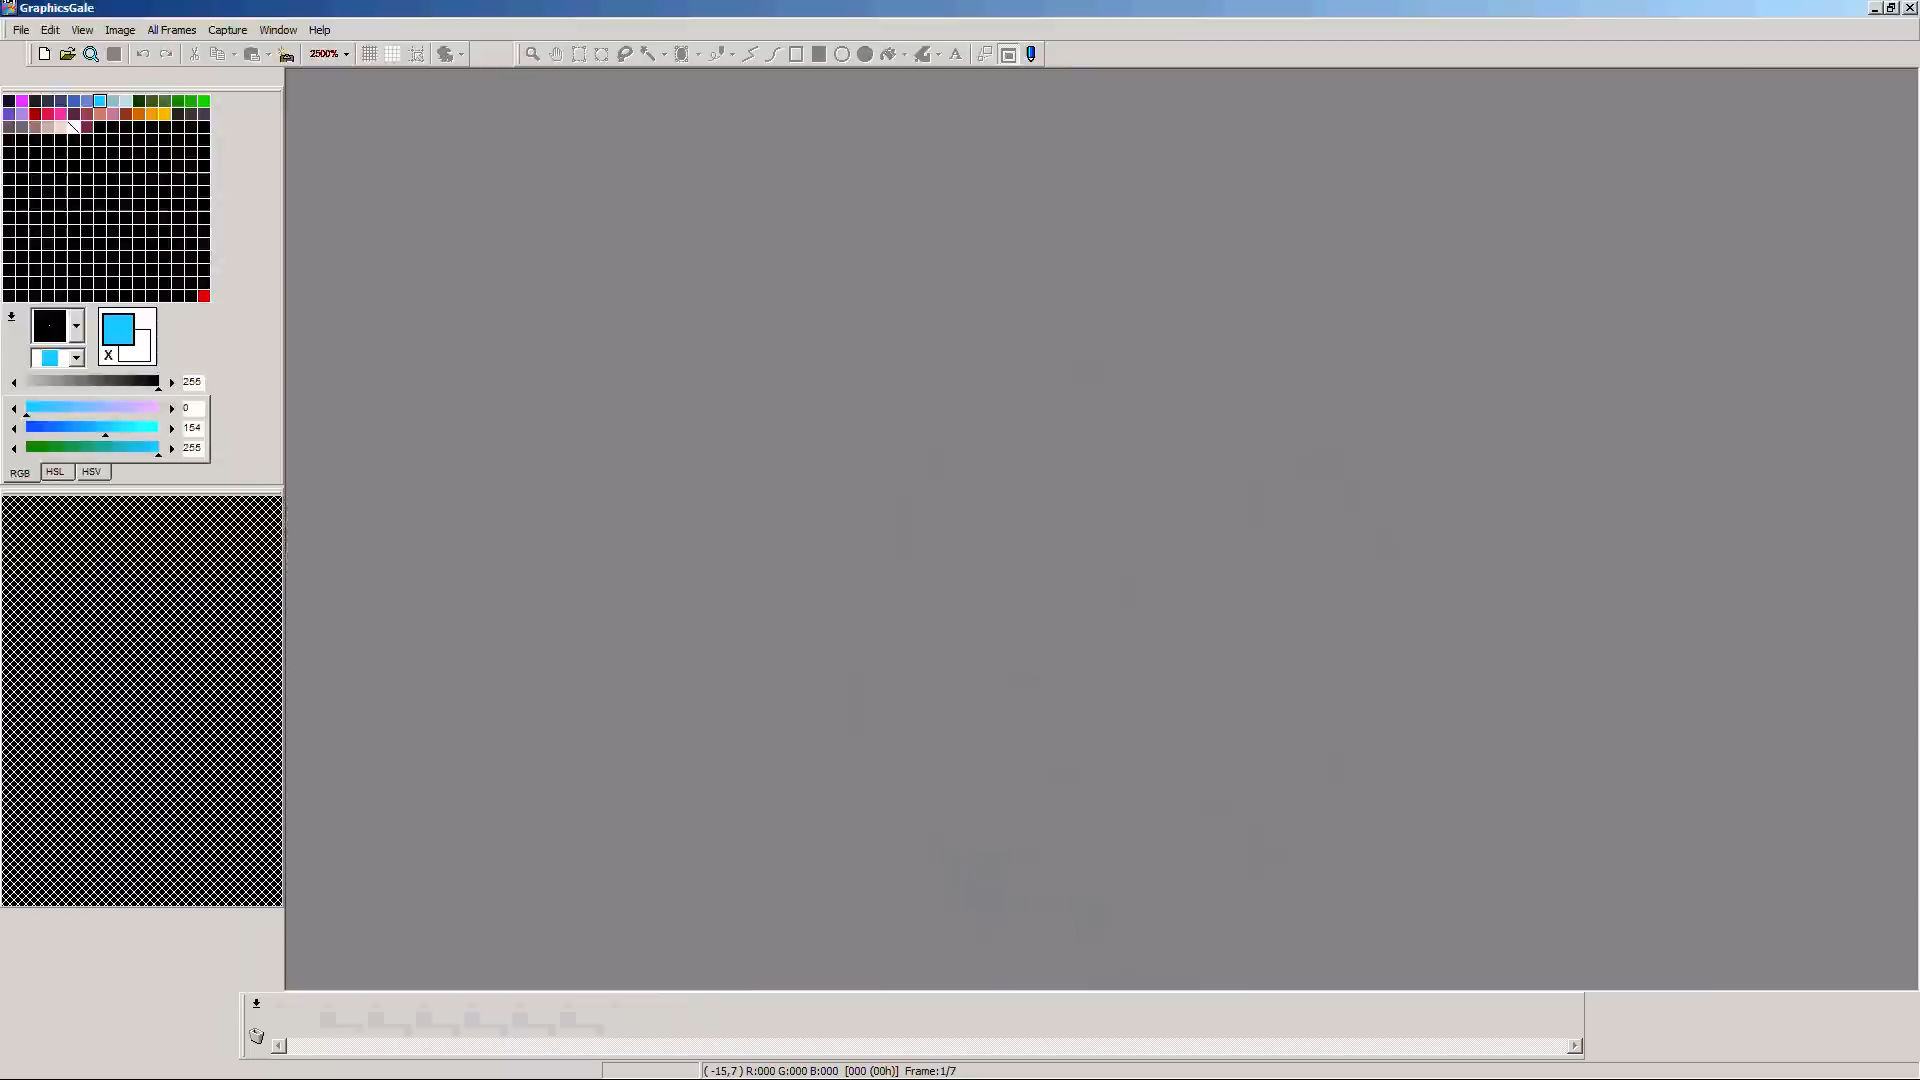 GraphicsGale
File Edit View Image All Frames Capture Window Help
2500% A
X
255
0
154
255
RGB HSL HSV
( -15,7 ) R:000 G:000 B:000 [000 (00h)] Frame:1/7